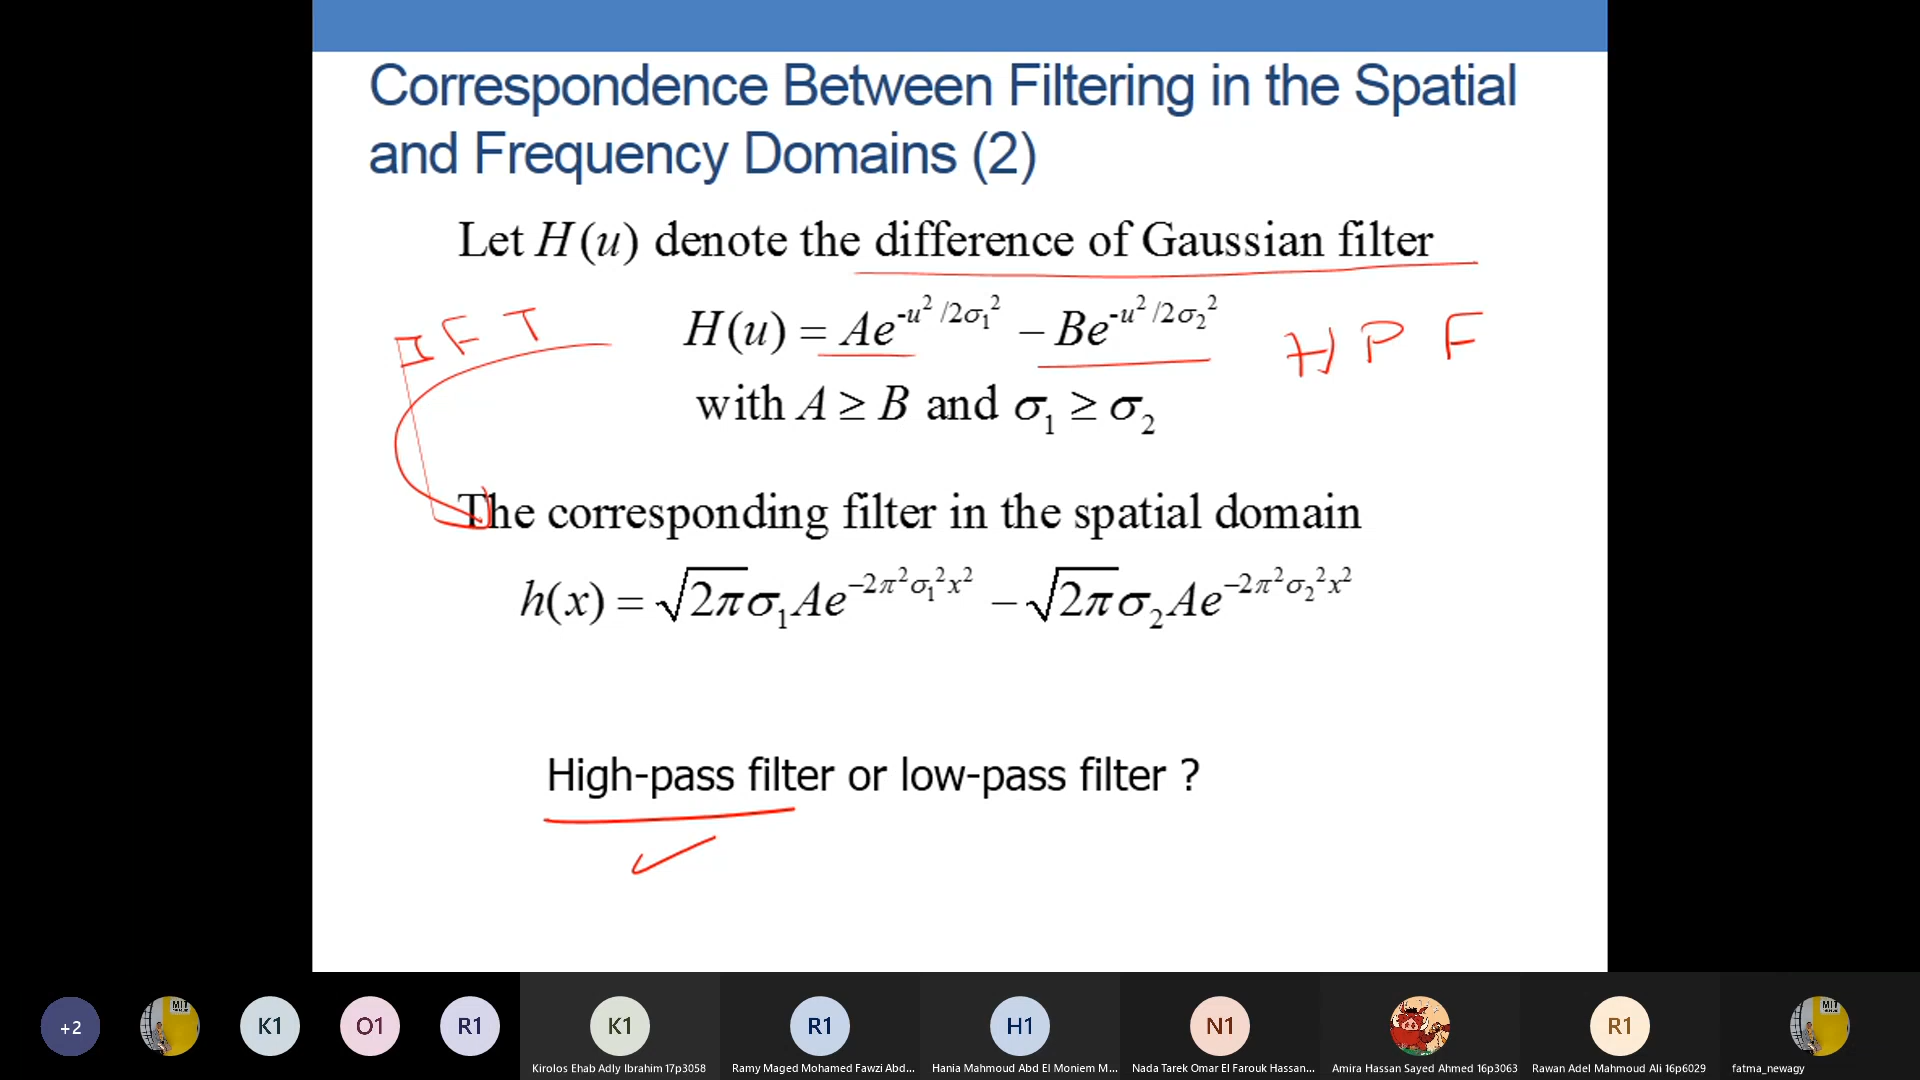 Correspondence Between Filtering in the Spatial
and Frequency Domains (2)
Let H(u) denote the difference of Gaussian filter
IFT
H(u) = Ae^{-u²/2σ₁²} − Be^{-u²/2σ₂²}
HPF
with A ≥ B and σ₁ ≥ σ₂
The corresponding filter in the spatial domain
h(x) = √2π σ₁Ae^{−2π²σ₁²x²} − √2π σ₂Ae^{−2π²σ₂²x²}
High-pass filter or low-pass filter ?
+2
MIT
K1
O1
R1
K1
R1
H1
N1
R1
MIT
Kirolos Ehab Adly Ibrahim 17p3058
Ramy Maged Mohamed Fawzi Abd...
Hania Mahmoud Abd El Moniem M...
Nada Tarek Omar El Farouk Hassan...
Amira Hassan Sayed Ahmed 16p3063
Rawan Adel Mahmoud Ali 16p6029
fatma_newagy